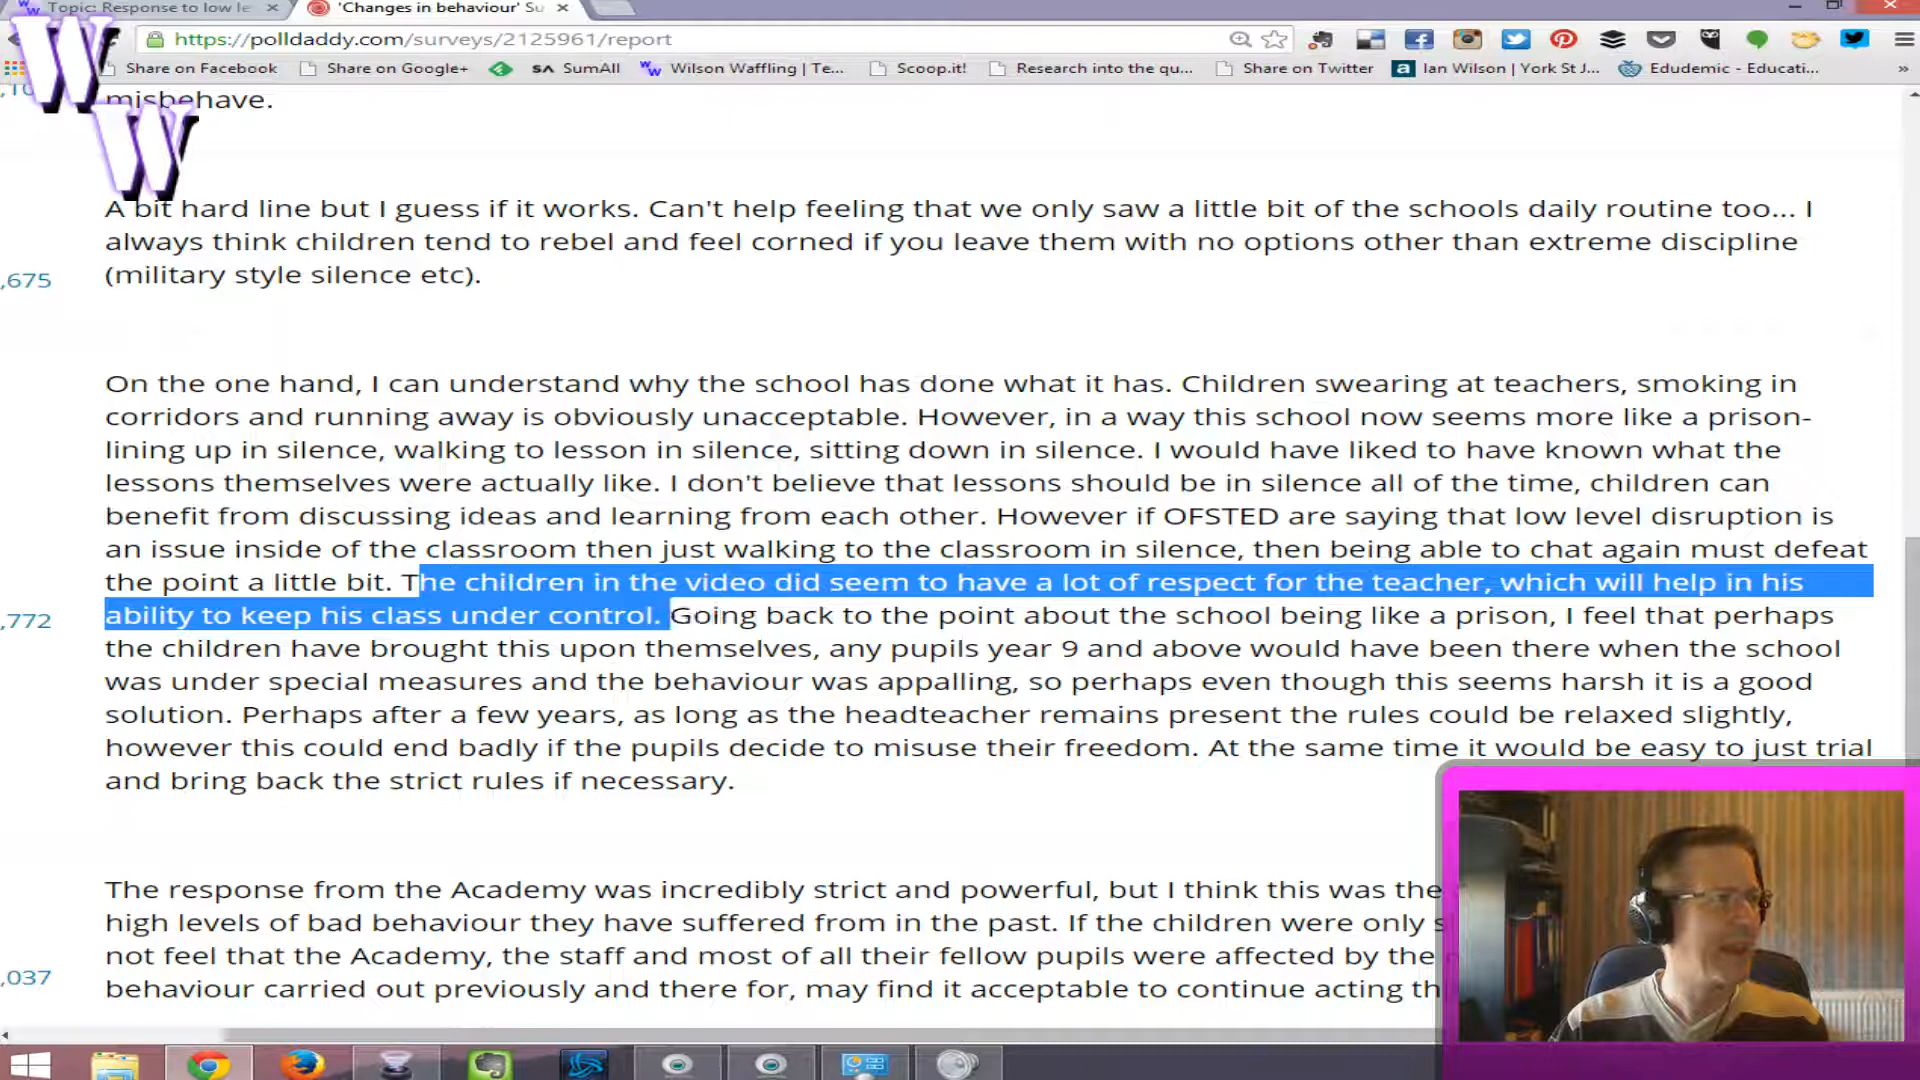 Topic: Response to low le
'Changes in behaviour' Su
https://polldaddy.com/surveys/2125961/report
Share on Facebook
Share on Google+
SumAll
Wilson Waffling | Te...
Scoop.it!
Research into the qu...
Share on Twitter
Ian Wilson | York St J...
Edudemic - Educati...
»
WW
misbehave.
A bit hard line but I guess if it works. Can't help feeling that we only saw a little bit of the schools daily routine too... I
always think children tend to rebel and feel corned if you leave them with no options other than extreme discipline
(military style silence etc).
,675
On the one hand, I can understand why the school has done what it has. Children swearing at teachers, smoking in
corridors and running away is obviously unacceptable. However, in a way this school now seems more like a prison-
lining up in silence, walking to lesson in silence, sitting down in silence. I would have liked to have known what the
lessons themselves were actually like. I don't believe that lessons should be in silence all of the time, children can
benefit from discussing ideas and learning from each other. However if OFSTED are saying that low level disruption is
an issue inside of the classroom then just walking to the classroom in silence, then being able to chat again must defeat
the point a little bit. The children in the video did seem to have a lot of respect for the teacher, which will help in his
ability to keep his class under control. Going back to the point about the school being like a prison, I feel that perhaps
,772
the children have brought this upon themselves, any pupils year 9 and above would have been there when the school
was under special measures and the behaviour was appalling, so perhaps even though this seems harsh it is a good
solution. Perhaps after a few years, as long as the headteacher remains present the rules could be relaxed slightly,
however this could end badly if the pupils decide to misuse their freedom. At the same time it would be easy to just trial
and bring back the strict rules if necessary.
The response from the Academy was incredibly strict and powerful, but I think this was the
high levels of bad behaviour they have suffered from in the past. If the children were only
not feel that the Academy, the staff and most of all their fellow pupils were affected by the
,037
behaviour carried out previously and there for, may find it acceptable to continue acting